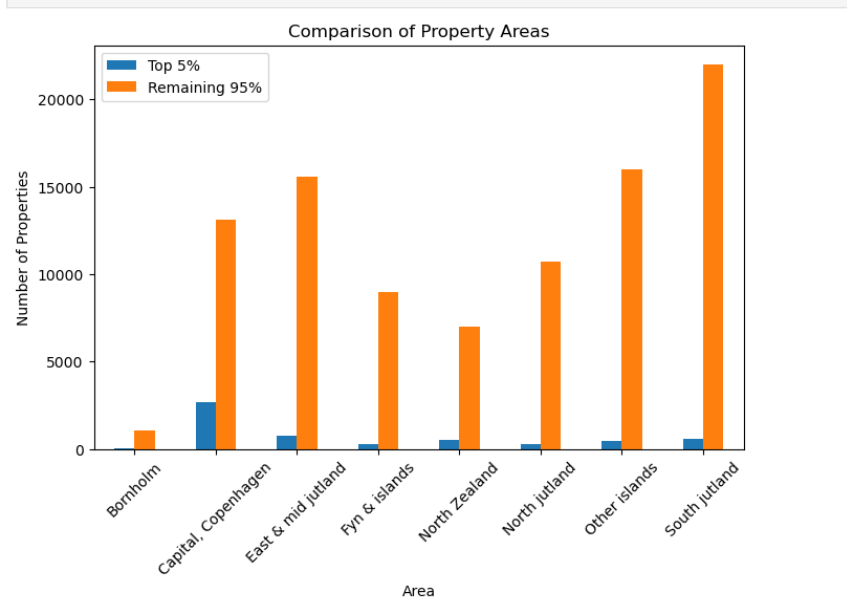 Comparison of Property Areas
Top 5%
Remaining 95%
Number of Properties
20000
15000
10000
5000
0
Bornholm
Capital, Copenhagen
East & mid jutland
Fyn & islands
North Zealand
North jutland
Other islands
South jutland
Area